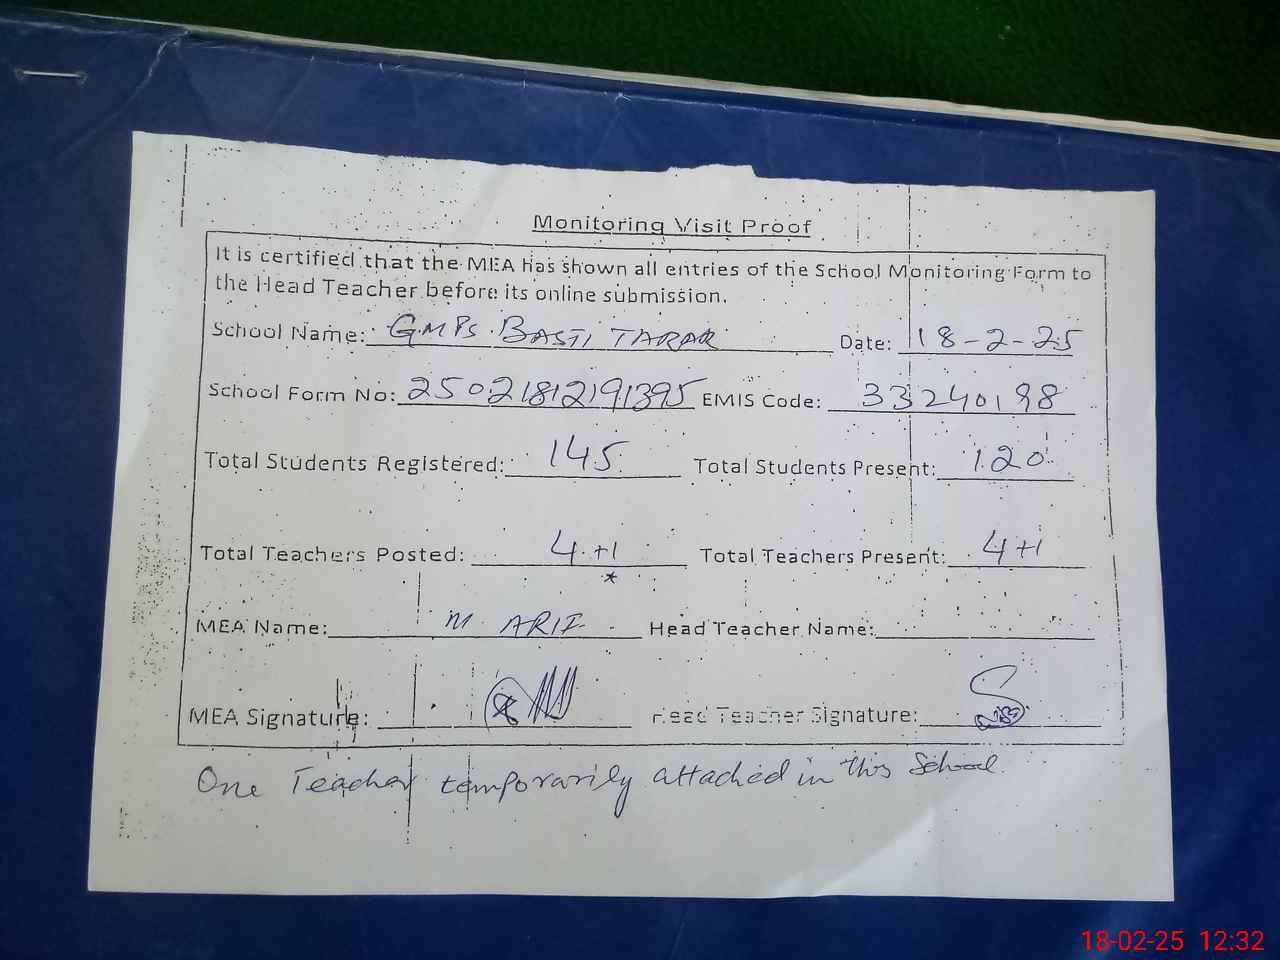 Monitoring Visit Proof
It is certified that the MEA has shown all entries of the School Monitoring Form to
the Head Teacher before its online submission.
School Name: GMPS BASTI TARAR Date: 18-2-25
School Form No: 25021812191395 EMIS Code: 33240198
Total Students Registered: 145 Total Students Present: 120
Total Teachers Posted: 4+1 Total Teachers Present: 4+1
*
MEA Name: M. ARIF Head Teacher Name:
MEA Signature: Head Teacher Signature:
One Teacher temporarily attached in this School.
18-02-25 12:32